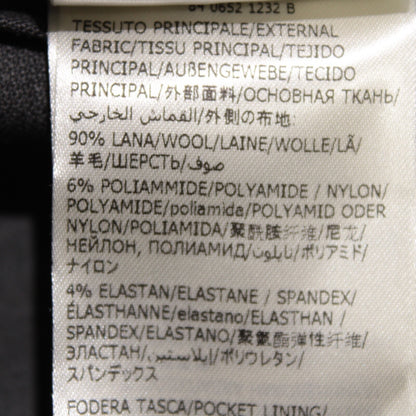 84 0652 1232 B
TESSUTO PRINCIPALE/EXTERNAL
FABRIC/TISSU PRINCIPAL/TEJIDO
PRINCIPAL/AUßENGEWEBE/TECIDO
PRINCIPAL/外部面料/ОСНОВНАЯ ТКАНЬ/
القماش الخارجي/外側の布地:
90% LANA/WOOL/LAINE/WOLLE/LÃ/
羊毛/ШЕРСТЬ/صوف/
6% POLIAMMIDE/POLYAMIDE / NYLON/
POLYAMIDE/poliamida/POLYAMID ODER
NYLON/POLIAMIDA/聚酰胺纤维/尼龙/
НЕЙЛОН, ПОЛИАМИД/نايلون/ポリアミド/
ナイロン
4% ELASTAN/ELASTANE / SPANDEX/
ÉLASTHANNE/elastano/ELASTHAN /
SPANDEX/ELASTANO/聚氨酯弹性纤维/
ЭЛАСТАН/إيلاستين/ポリウレタン/
スパンデックス
FODERA TASCA/POCKET LINING/